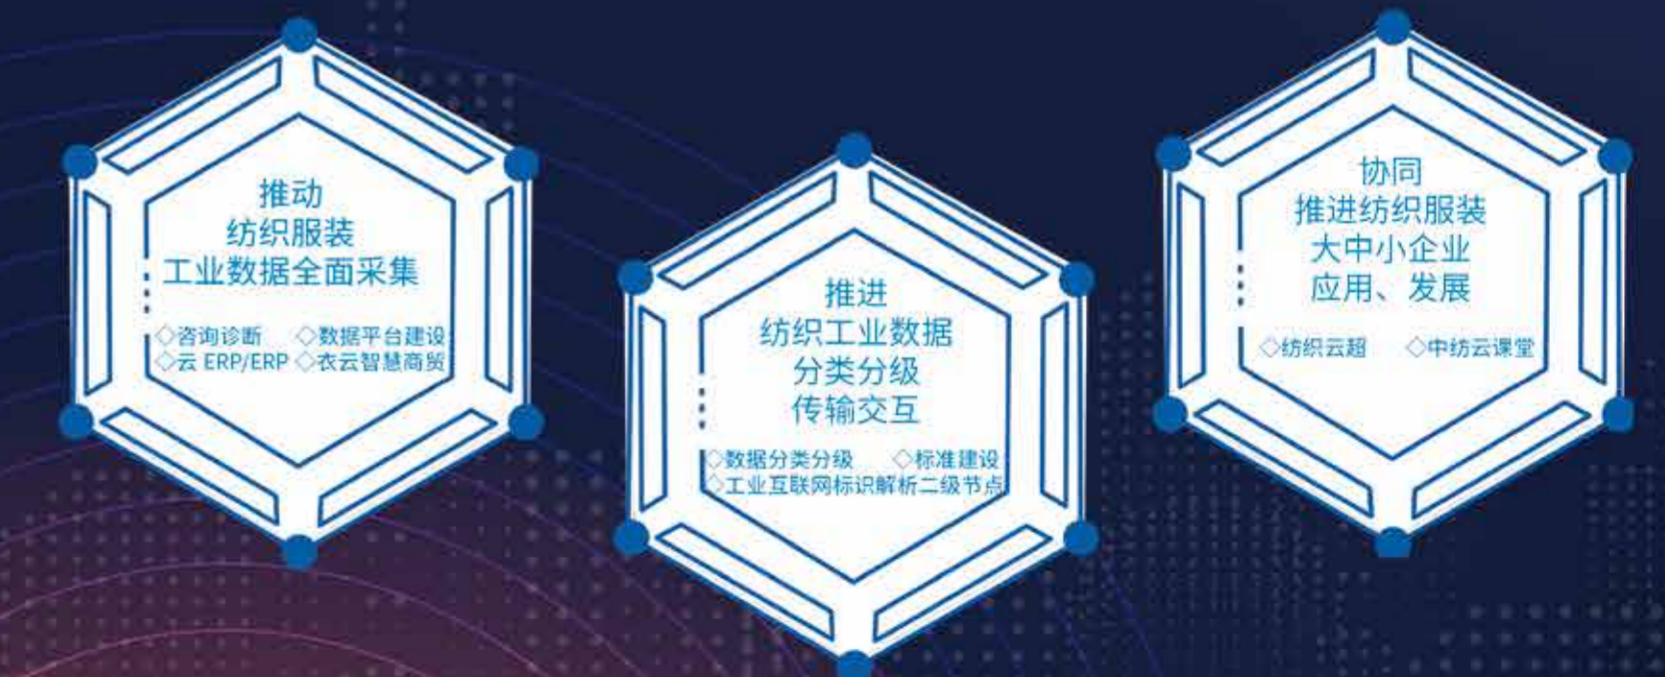 推动
纺织服装
工业数据全面采集
◇咨询诊断 ◇数据平台建设
◇云 ERP/ERP ◇衣云智慧商贸
推进
纺织工业数据
分类分级
传输交互
◇数据分类分级 ◇标准建设
◇工业互联网标识解析二级节点
协同
推进纺织服装
大中小企业
应用、发展
◇纺织云超 ◇中纺云课堂